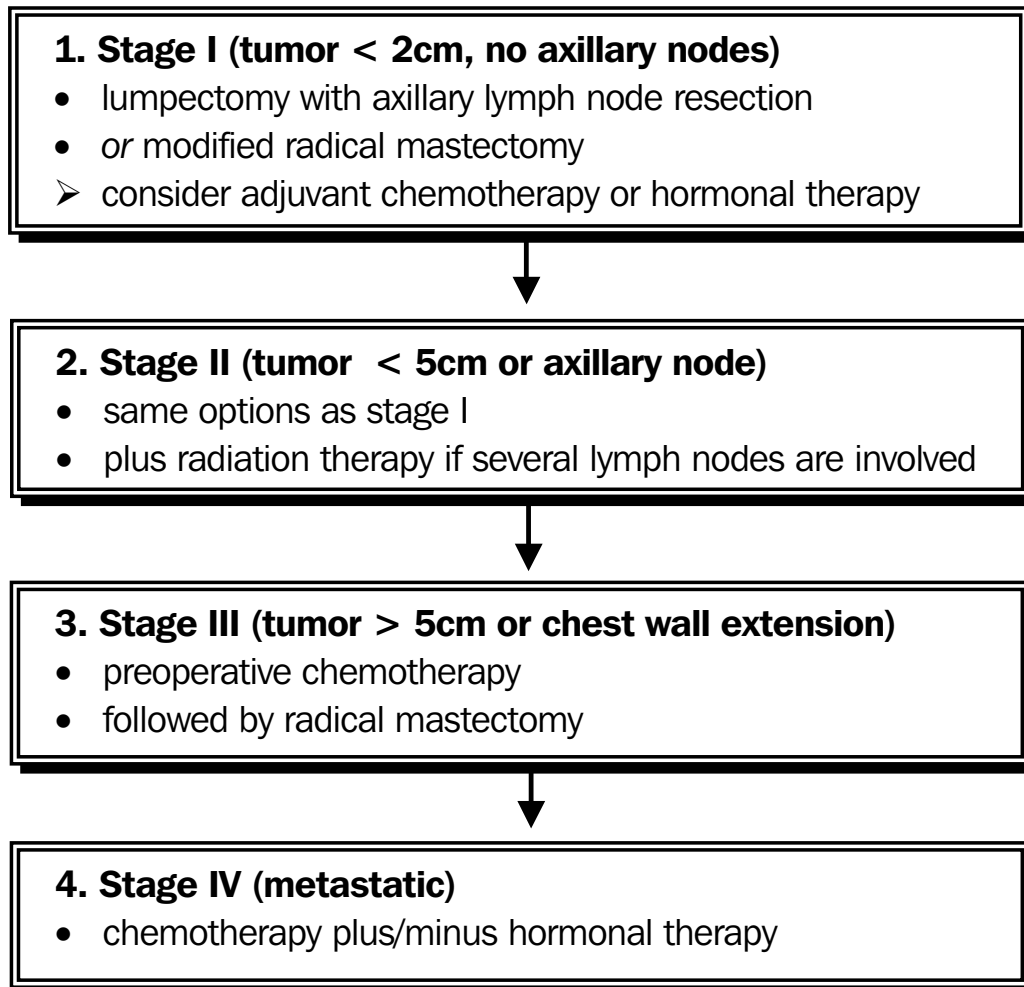 1. Stage I (tumor < 2cm, no axillary nodes)
• lumpectomy with axillary lymph node resection
• or modified radical mastectomy
➢ consider adjuvant chemotherapy or hormonal therapy
2. Stage II (tumor  < 5cm or axillary node)
• same options as stage I
• plus radiation therapy if several lymph nodes are involved
3. Stage III (tumor > 5cm or chest wall extension)
• preoperative chemotherapy
• followed by radical mastectomy
4. Stage IV (metastatic)
• chemotherapy plus/minus hormonal therapy